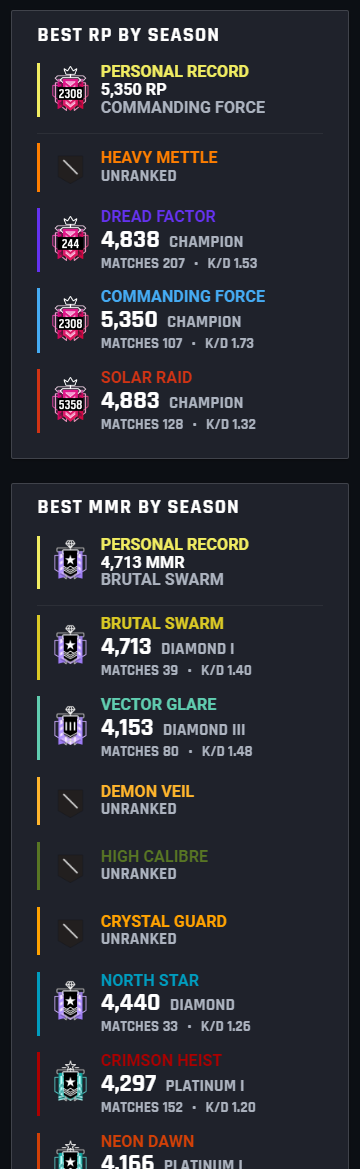 BEST RP BY SEASON
2308
PERSONAL RECORD
5,350 RP
COMMANDING FORCE
HEAVY METTLE
UNRANKED
244
DREAD FACTOR
4,838 CHAMPION
MATCHES 207 • K/D 1.53
2308
COMMANDING FORCE
5,350 CHAMPION
MATCHES 107 • K/D 1.73
5358
SOLAR RAID
4,883 CHAMPION
MATCHES 128 • K/D 1.32
BEST MMR BY SEASON
PERSONAL RECORD
4,713 MMR
BRUTAL SWARM
BRUTAL SWARM
4,713 DIAMOND I
MATCHES 39 • K/D 1.40
III
VECTOR GLARE
4,153 DIAMOND III
MATCHES 80 • K/D 1.48
DEMON VEIL
UNRANKED
HIGH CALIBRE
UNRANKED
CRYSTAL GUARD
UNRANKED
NORTH STAR
4,440 DIAMOND
MATCHES 33 • K/D 1.26
CRIMSON HEIST
4,297 PLATINUM I
MATCHES 152 • K/D 1.20
NEON DAWN
4,166 PLATINUM I